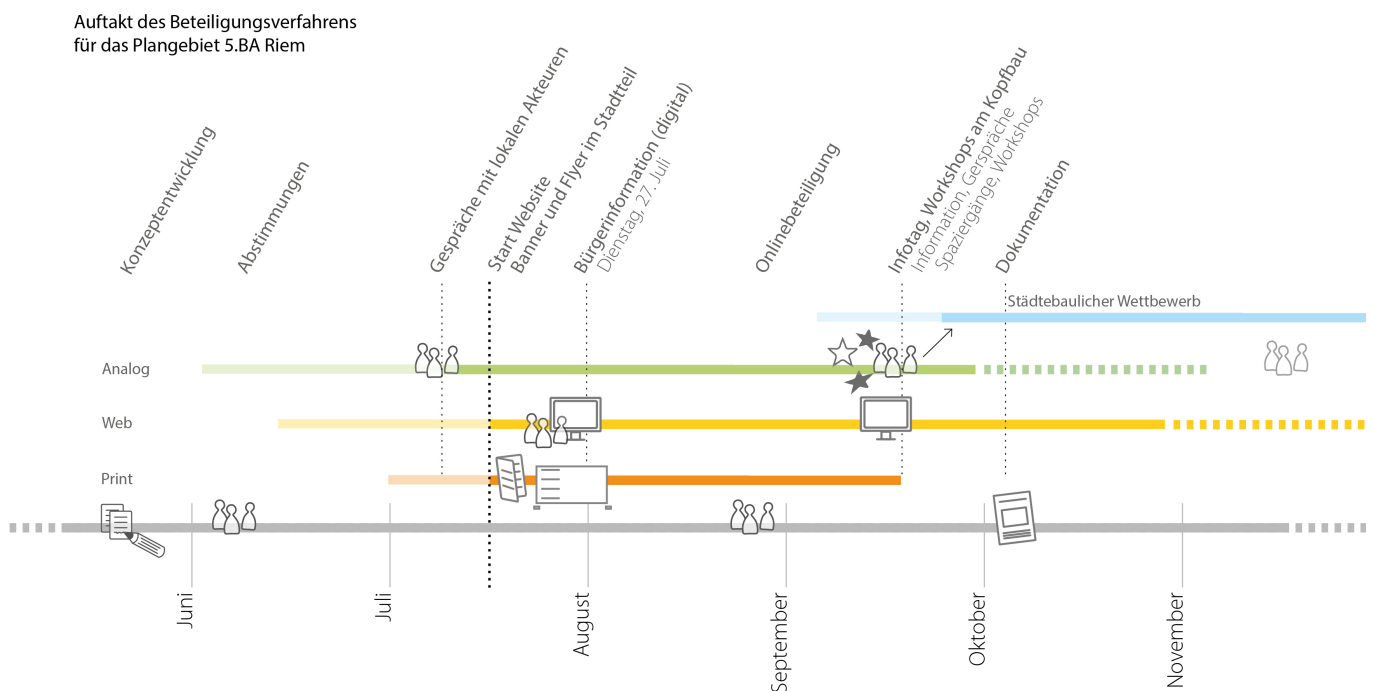 Auftakt des Beteiligungsverfahrens
für das Plangebiet 5.BA Riem
Konzeptentwicklung
Abstimmungen
Gespräche mit lokalen Akteuren
Start Website
Banner und Flyer im Stadtteil
Bürgerinformation (digital)
Dienstag, 27. Juli
Onlinebeteiligung
Infotag, Workshops am Kopfbau
Information, Gerspräche
Spaziergänge, Workshops
Dokumentation
Städtebaulicher Wettbewerb
Analog
Web
Print
Juni
Juli
August
September
Oktober
November